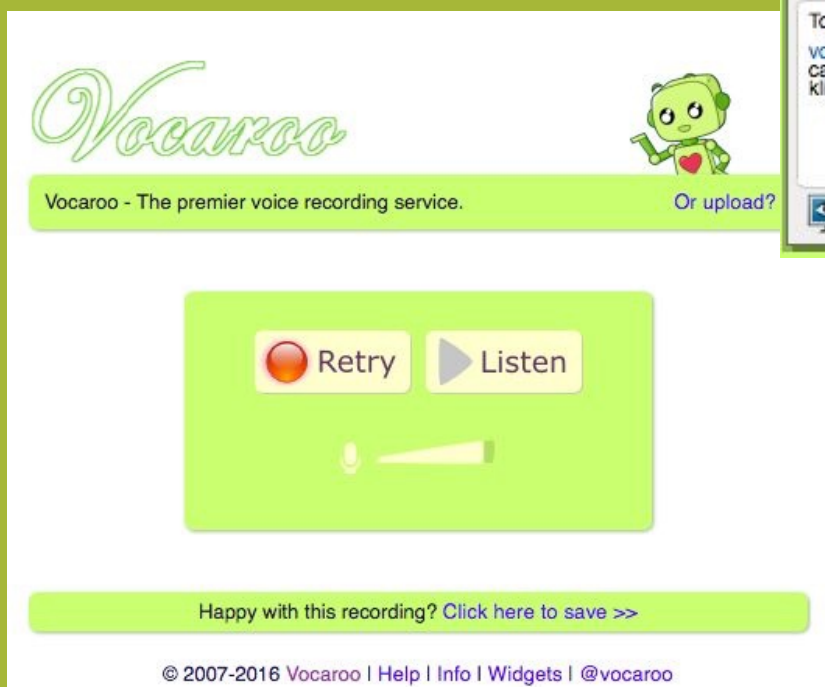 Vocaroo
Vocaroo - The premier voice recording service.
Or upload?
Retry
Listen
Happy with this recording? Click here to save >>
© 2007-2016 Vocaroo | Help | Info | Widgets | @vocaroo